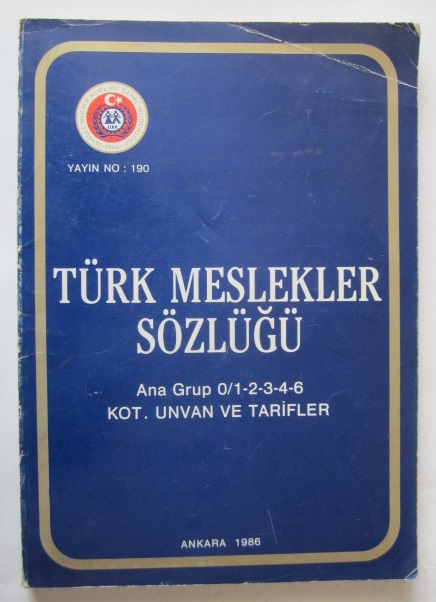 YAYIN NO : 190
TÜRK MESLEKLER
SÖZLÜĞÜ
Ana Grup 0/1-2-3-4-6
KOT. UNVAN VE TARİFLER
ANKARA 1986